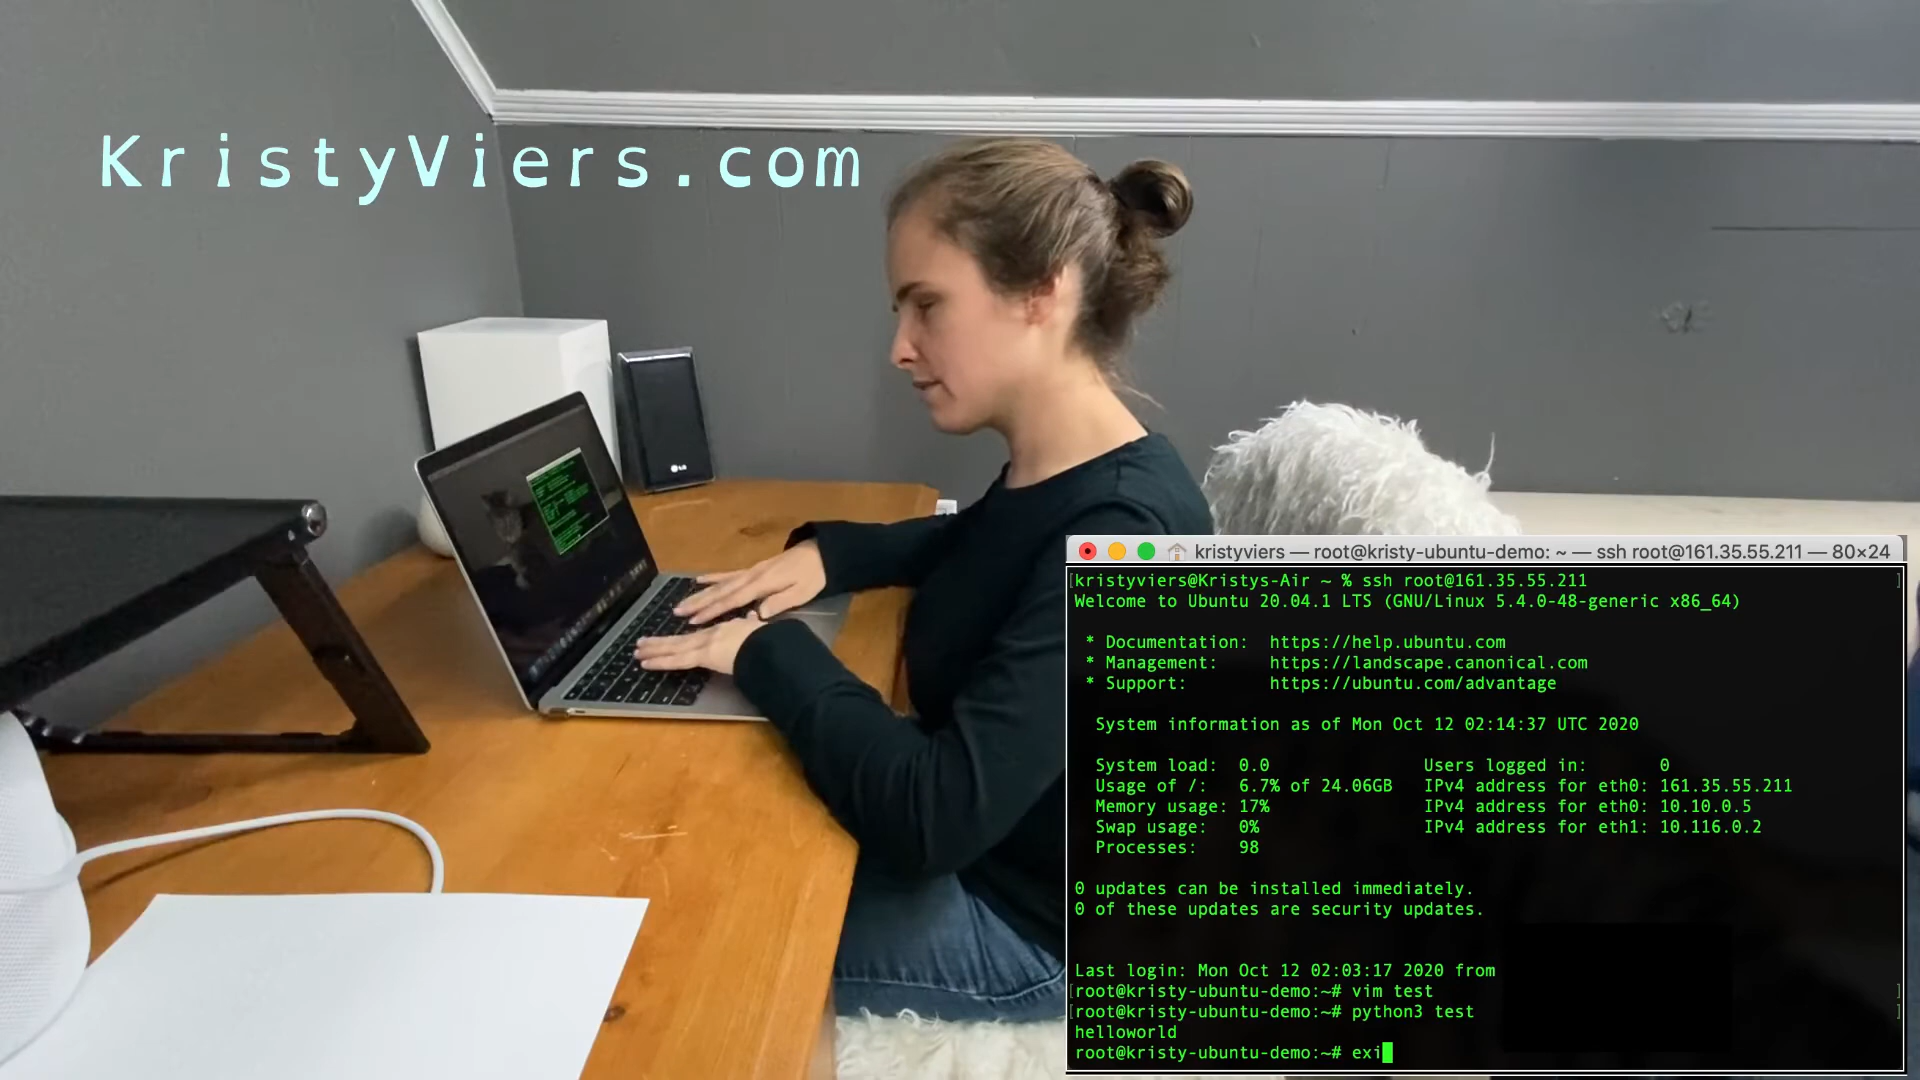 KristyViers.com
LG
kristyviers — root@kristy-ubuntu-demo: ~ — ssh root@161.35.55.211 — 80×24
[kristyviers@Kristys-Air ~ % ssh root@161.35.55.211 ]
Welcome to Ubuntu 20.04.1 LTS (GNU/Linux 5.4.0-48-generic x86_64)
* Documentation: https://help.ubuntu.com
* Management: https://landscape.canonical.com
* Support: https://ubuntu.com/advantage
System information as of Mon Oct 12 02:14:37 UTC 2020
System load: 0.0 Users logged in: 0
Usage of /: 6.7% of 24.06GB IPv4 address for eth0: 161.35.55.211
Memory usage: 17% IPv4 address for eth0: 10.10.0.5
Swap usage: 0% IPv4 address for eth1: 10.116.0.2
Processes: 98
0 updates can be installed immediately.
0 of these updates are security updates.
Last login: Mon Oct 12 02:03:17 2020 from
[root@kristy-ubuntu-demo:~# vim test ]
[root@kristy-ubuntu-demo:~# python3 test ]
helloworld
root@kristy-ubuntu-demo:~# exi